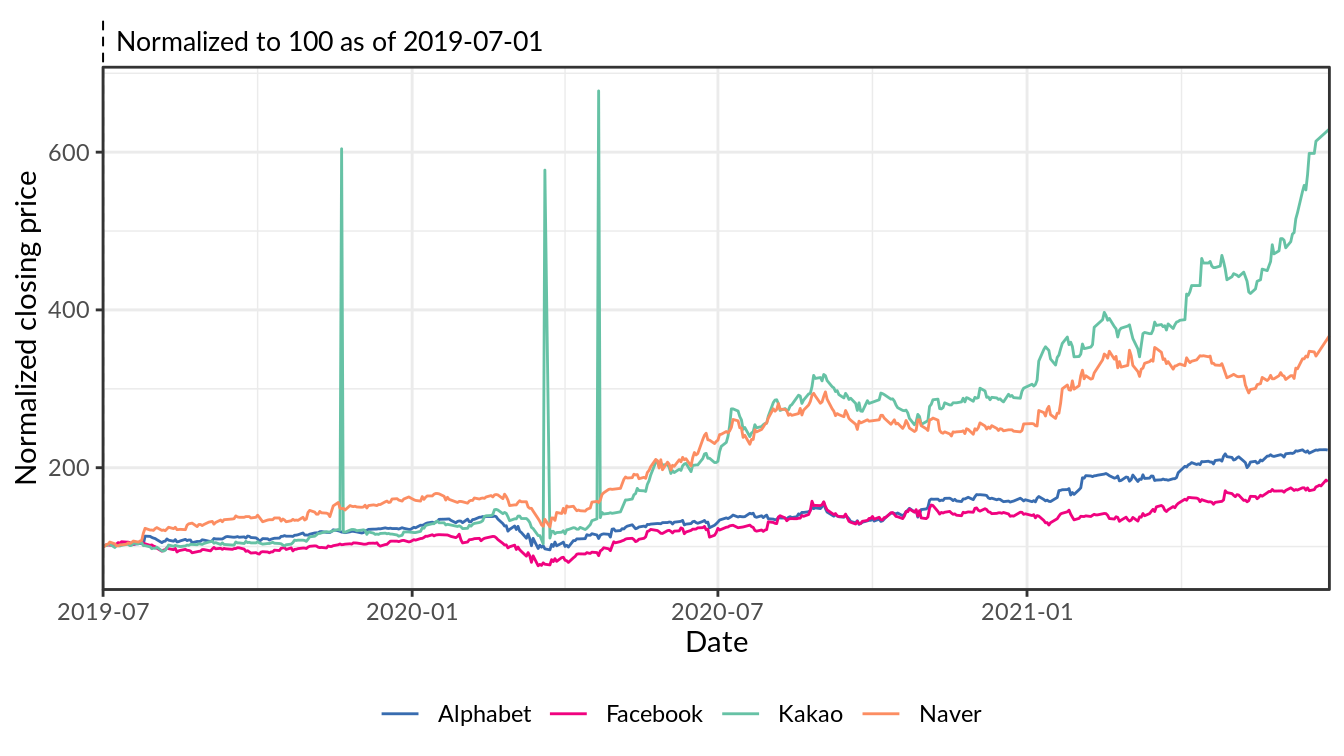 Normalized to 100 as of 2019-07-01
Normalized closing price
600
400
200
2019-07 2020-01 2020-07 2021-01
Date
Alphabet Facebook Kakao Naver